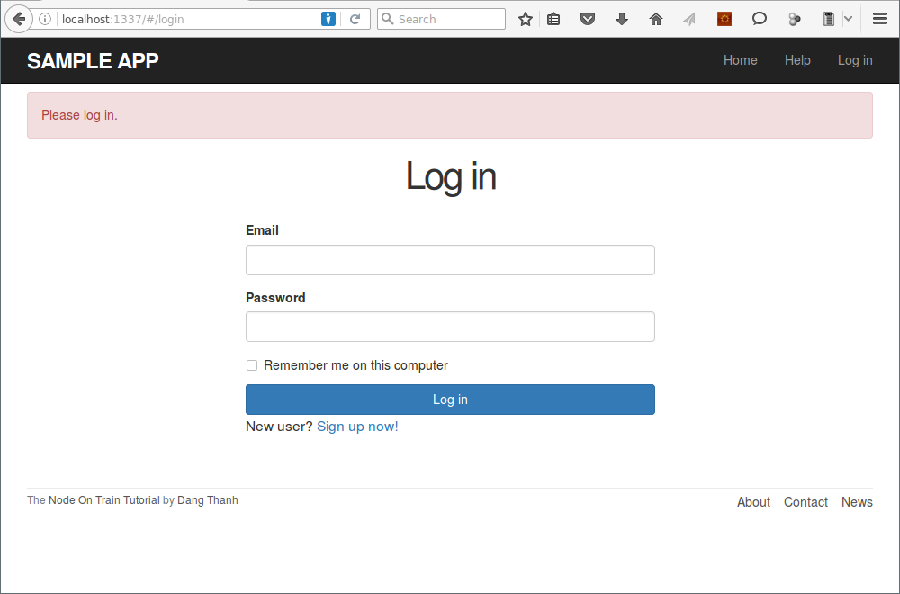 localhost:1337/#/login
Search
SAMPLE APP
Home Help Log in
Please log in.
Log in
Email
Password
Remember me on this computer
Log in
New user? Sign up now!
The Node On Train Tutorial by Dang Thanh
About Contact News